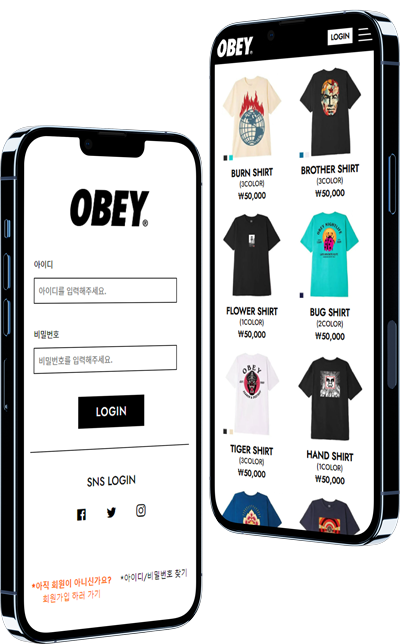 OBEY®
아이디
아이디를 입력해주세요.
비밀번호
비밀번호를 입력해주세요.
LOGIN
SNS LOGIN
*아직 회원이 아니신가요?
회원가입 하러 가기
*아이디/비밀번호 찾기
OBEY
LOGIN
BURN SHIRT
(3COLOR)
₩50,000
BROTHER SHIRT
(3COLOR)
₩50,000
FLOWER SHIRT
(1COLOR)
₩50,000
BUG SHIRT
(2COLOR)
₩50,000
OBEY
TIGER SHIRT
(3COLOR)
₩50,000
HAND SHIRT
(1COLOR)
₩50,000